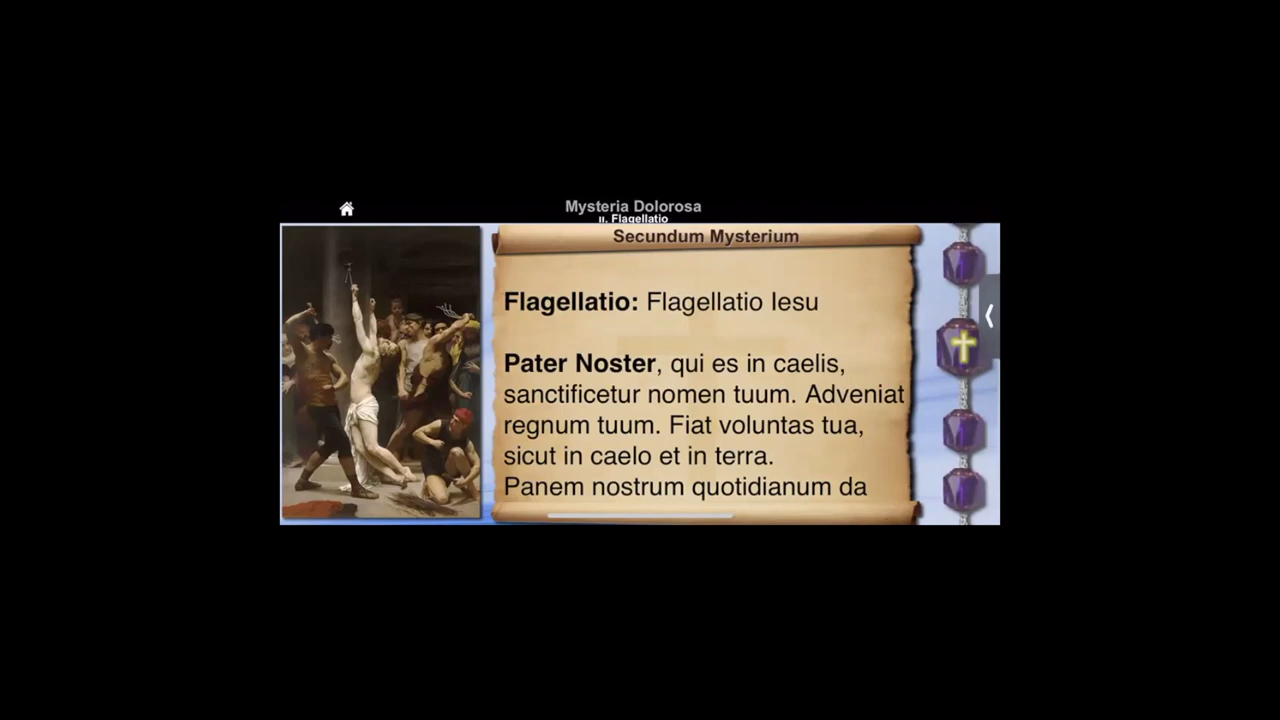 Mysteria Dolorosa
II. Flagellatio
Secundum Mysterium
Flagellatio: Flagellatio Iesu
Pater Noster, qui es in caelis,
sanctificetur nomen tuum. Adveniat
regnum tuum. Fiat voluntas tua,
sicut in caelo et in terra.
Panem nostrum quotidianum da